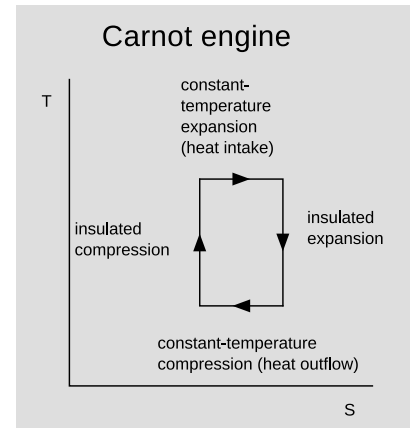 Carnot engine
T
constant-
temperature
expansion
(heat intake)
insulated
compression
insulated
expansion
constant-temperature
compression (heat outflow)
S